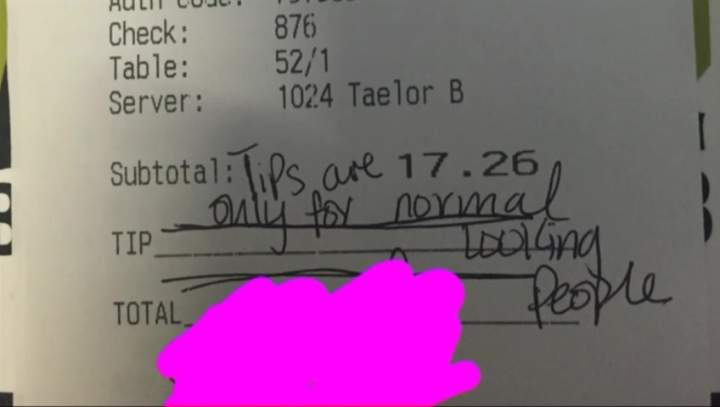 Check: 876
Table: 52/1
Server: 1024 Taelor B
Subtotal: 17.26
Tips are
only for normal
TIP
looking
people
TOTAL